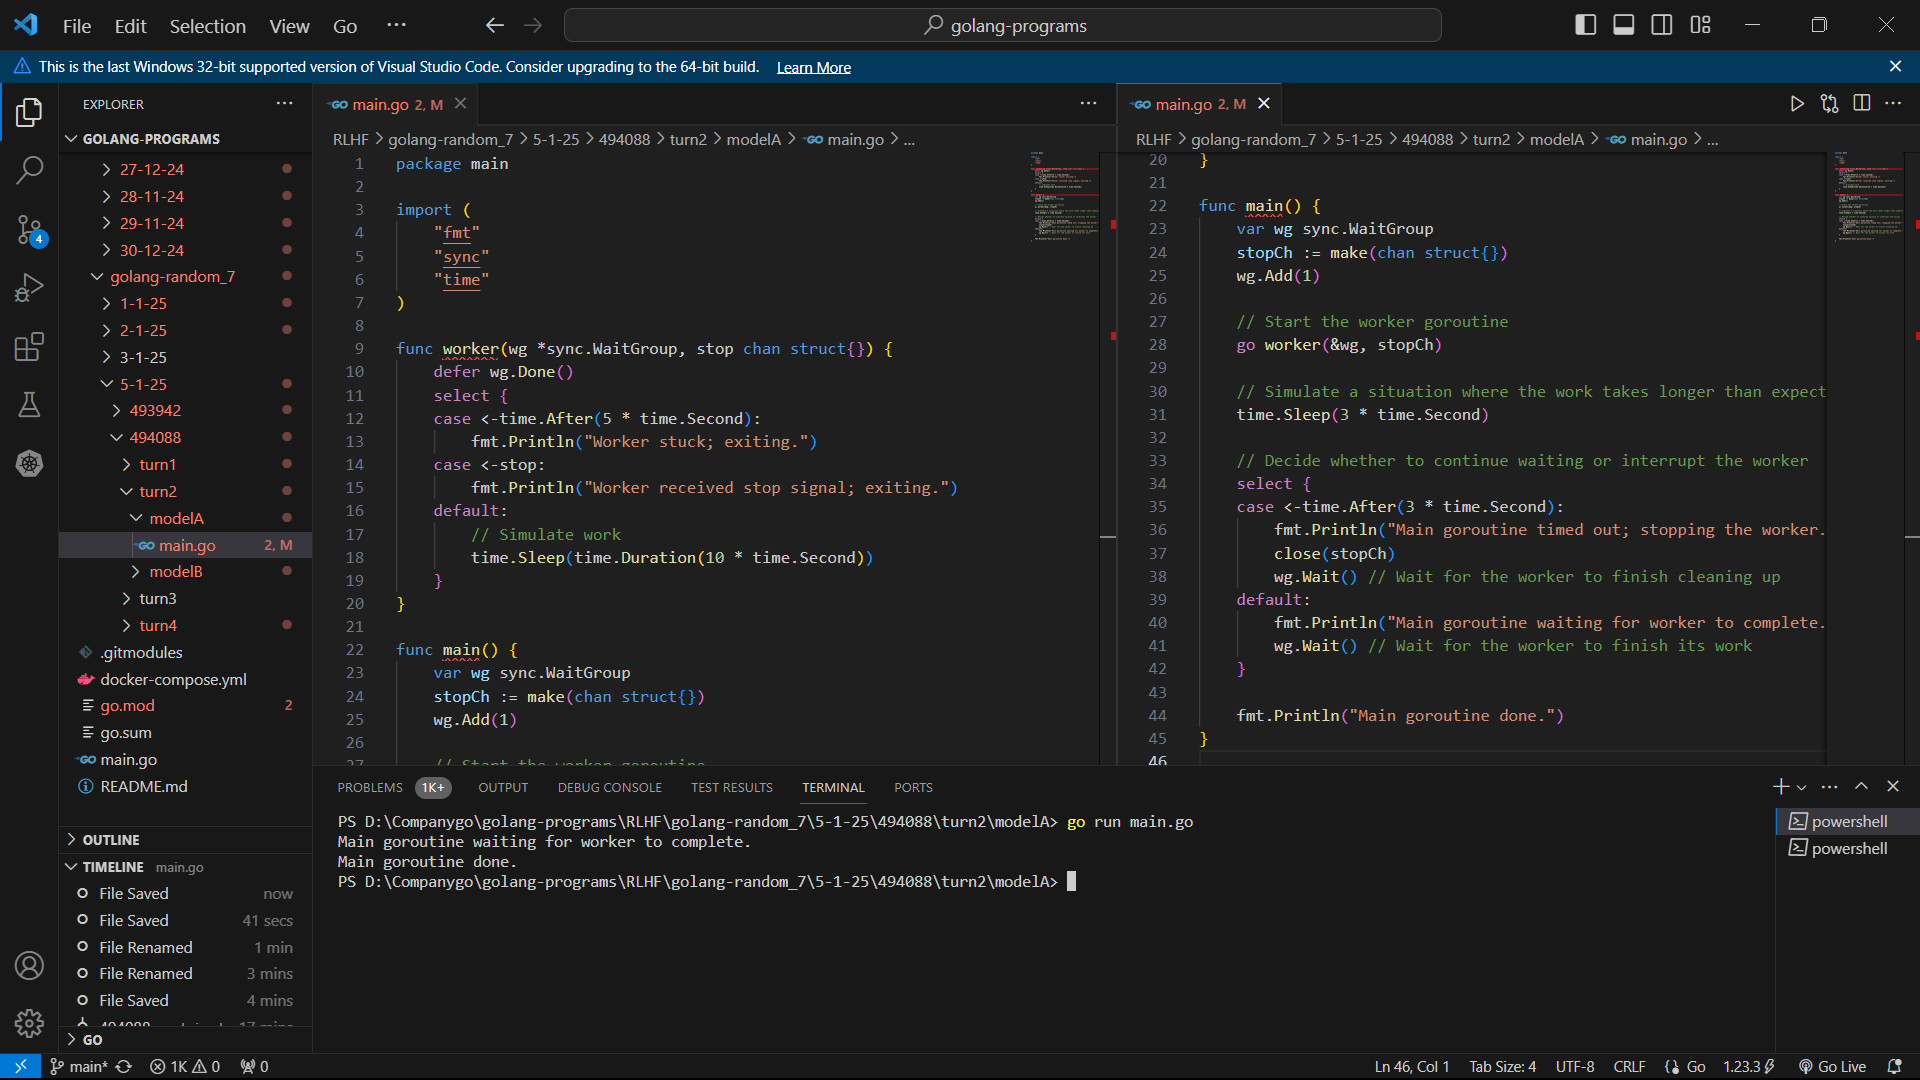 File Edit Selection View Go ··· golang-programs
This is the last Windows 32-bit supported version of Visual Studio Code. Consider upgrading to the 64-bit build. Learn More
EXPLORER
GOLANG-PROGRAMS
27-12-24
28-11-24
29-11-24
30-12-24
golang-random_7
1-1-25
2-1-25
3-1-25
5-1-25
493942
494088
turn1
turn2
modelA
main.go 2, M
modelB
turn3
turn4
.gitmodules
docker-compose.yml
go.mod 2
go.sum
main.go
README.md
OUTLINE
TIMELINE main.go
File Saved now
File Saved 41 secs
File Renamed 1 min
File Renamed 3 mins
File Saved 4 mins
GO
4
main.go 2, M
RLHF > golang-random_7 > 5-1-25 > 494088 > turn2 > modelA > main.go > ...
1 package main
2
3 import (
4 "fmt"
5 "sync"
6 "time"
7 )
8
9 func worker(wg *sync.WaitGroup, stop chan struct{}) {
10 defer wg.Done()
11 select {
12 case <-time.After(5 * time.Second):
13 fmt.Println("Worker stuck; exiting.")
14 case <-stop:
15 fmt.Println("Worker received stop signal; exiting.")
16 default:
17 // Simulate work
18 time.Sleep(time.Duration(10 * time.Second))
19 }
20 }
21
22 func main() {
23 var wg sync.WaitGroup
24 stopCh := make(chan struct{})
25 wg.Add(1)
26
27 // Start the worker goroutine
main.go 2, M
RLHF > golang-random_7 > 5-1-25 > 494088 > turn2 > modelA > main.go > ...
20 }
21
22 func main() {
23 var wg sync.WaitGroup
24 stopCh := make(chan struct{})
25 wg.Add(1)
26
27 // Start the worker goroutine
28 go worker(&wg, stopCh)
29
30 // Simulate a situation where the work takes longer than expect
31 time.Sleep(3 * time.Second)
32
33 // Decide whether to continue waiting or interrupt the worker
34 select {
35 case <-time.After(3 * time.Second):
36 fmt.Println("Main goroutine timed out; stopping the worker.
37 close(stopCh)
38 wg.Wait() // Wait for the worker to finish cleaning up
39 default:
40 fmt.Println("Main goroutine waiting for worker to complete.
41 wg.Wait() // Wait for the worker to finish its work
42 }
43
44 fmt.Println("Main goroutine done.")
45 }
46
PROBLEMS 1K+ OUTPUT DEBUG CONSOLE TEST RESULTS TERMINAL PORTS
PS D:\Companygo\golang-programs\RLHF\golang-random_7\5-1-25\494088\turn2\modelA> go run main.go
Main goroutine waiting for worker to complete.
Main goroutine done.
PS D:\Companygo\golang-programs\RLHF\golang-random_7\5-1-25\494088\turn2\modelA>
powershell
powershell
main* 1K 0 0 Ln 46, Col 1 Tab Size: 4 UTF-8 CRLF Go 1.23.3 Go Live